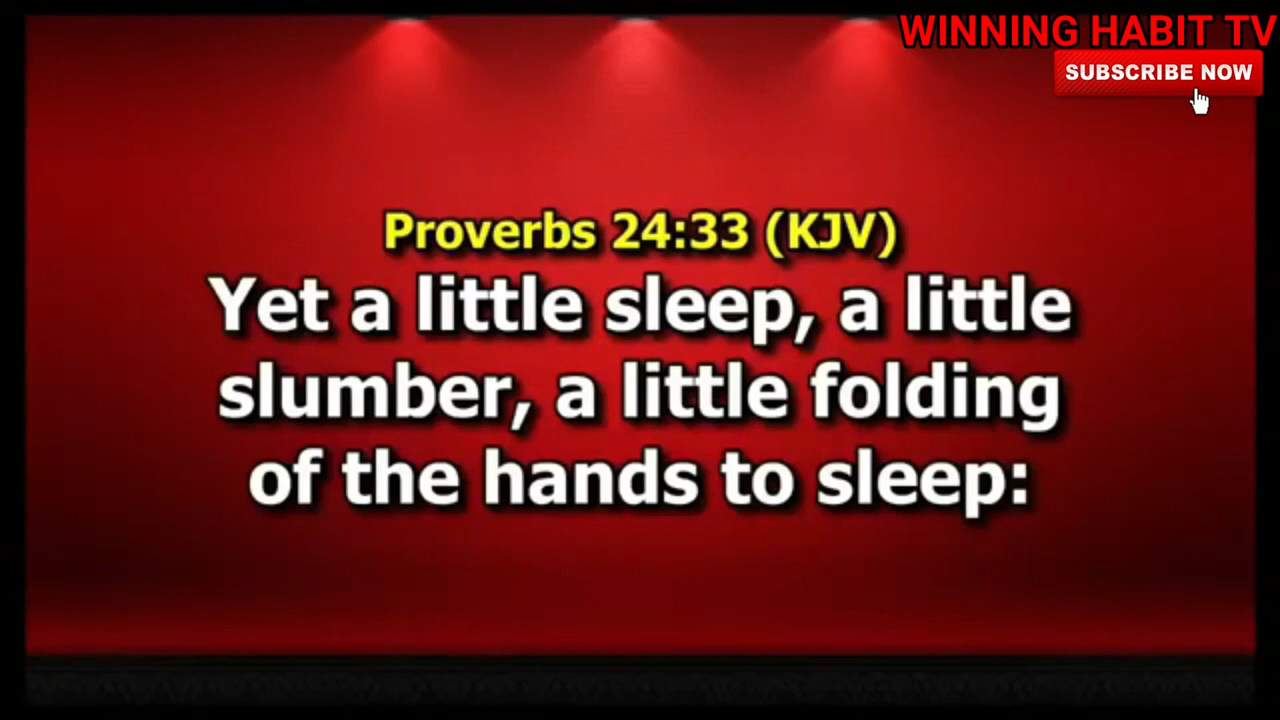 WINNING HABIT TV
SUBSCRIBE NOW
Proverbs 24:33 (KJV)
Yet a little sleep, a little
slumber, a little folding
of the hands to sleep: